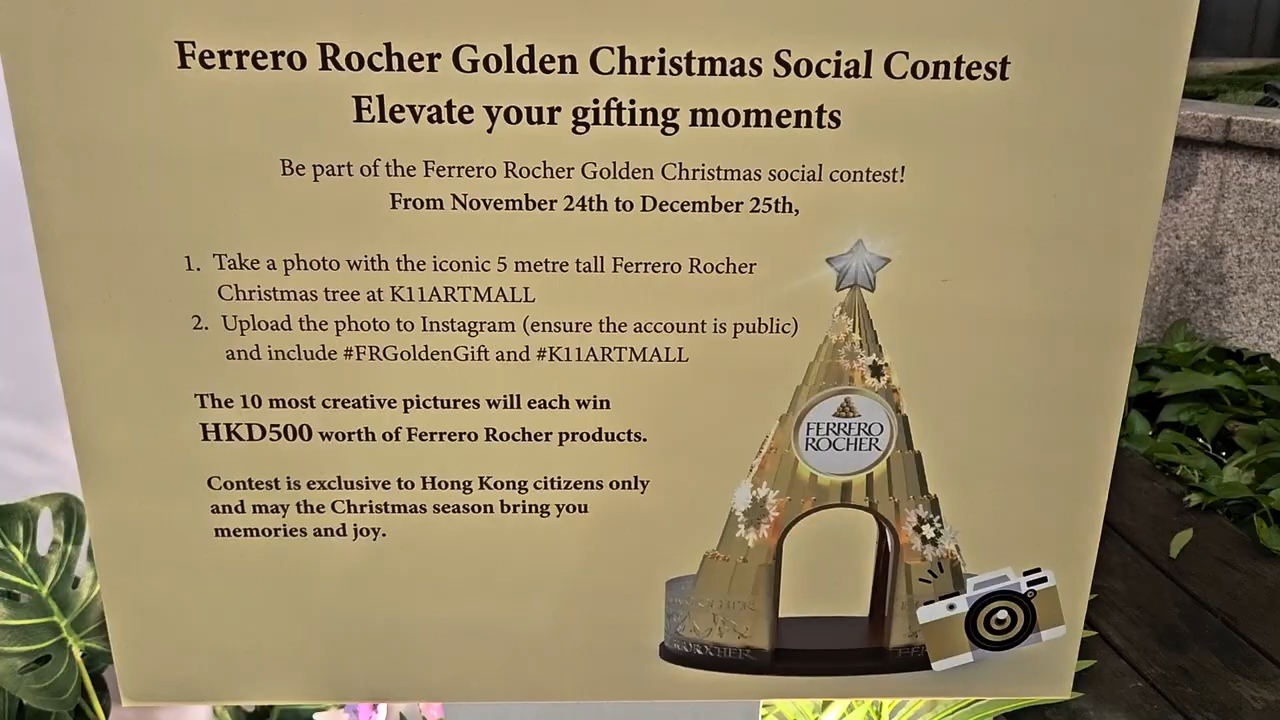 Ferrero Rocher Golden Christmas Social Contest
Elevate your gifting moments
Be part of the Ferrero Rocher Golden Christmas social contest!
From November 24th to December 25th,
1. Take a photo with the iconic 5 metre tall Ferrero Rocher
Christmas tree at K11ARTMALL
2. Upload the photo to Instagram (ensure the account is public)
and include #FRGoldenGift and #K11ARTMALL
The 10 most creative pictures will each win
HKD500 worth of Ferrero Rocher products.
Contest is exclusive to Hong Kong citizens only
and may the Christmas season bring you
memories and joy.
FERRERO
ROCHER